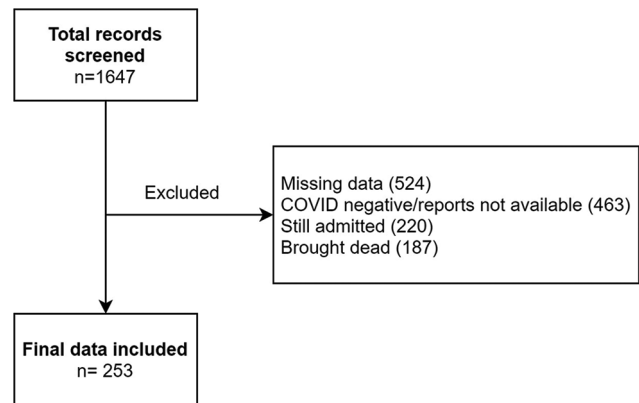 Total records
screened
n=1647
Excluded
Missing data (524)
COVID negative/reports not available (463)
Still admitted (220)
Brought dead (187)
Final data included
n= 253